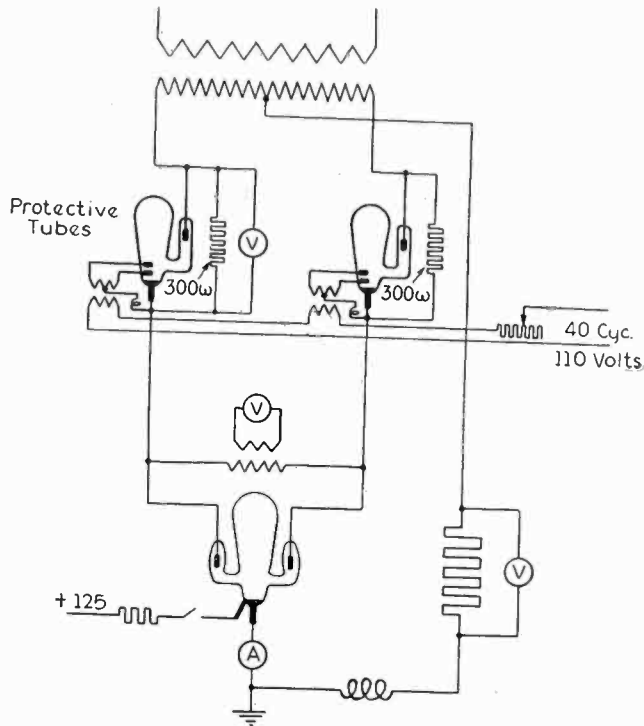 Protective
Tubes
V
300ω
300ω
40 Cyc.
110 Volts
V
V
+ 125
A